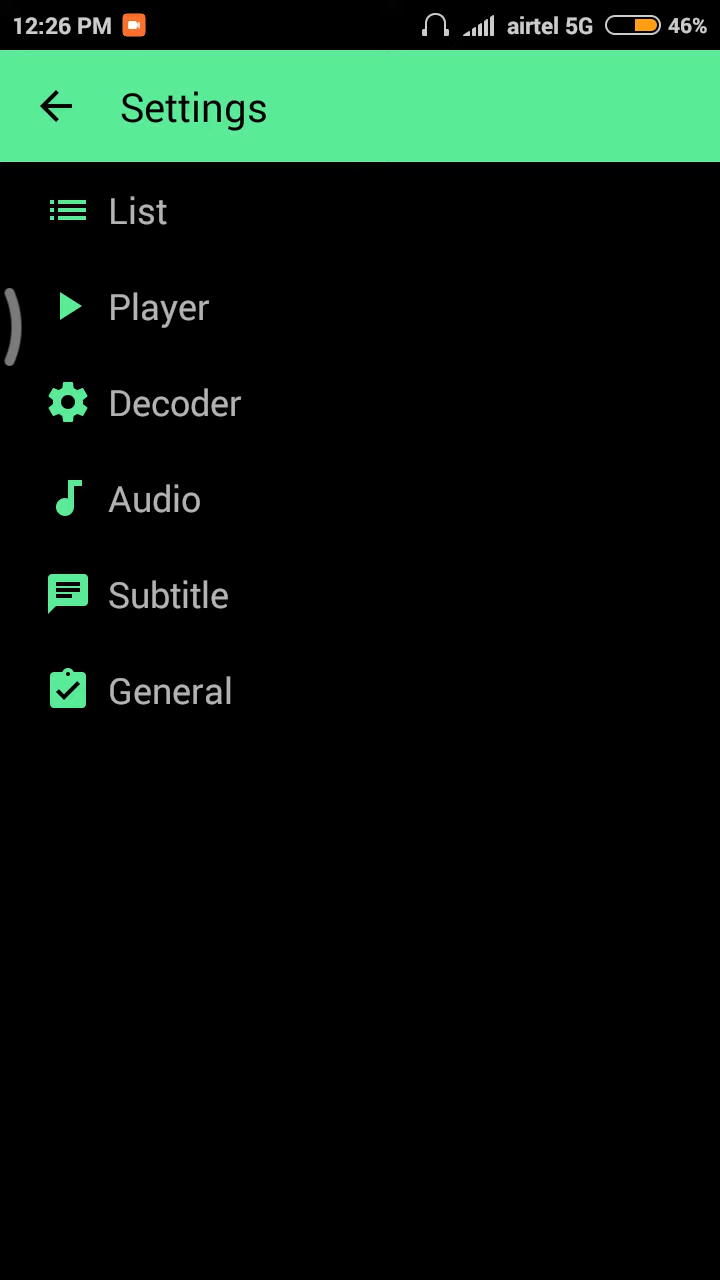 12:26 PM airtel 5G 46%
Settings
List
Player
Decoder
Audio
Subtitle
General